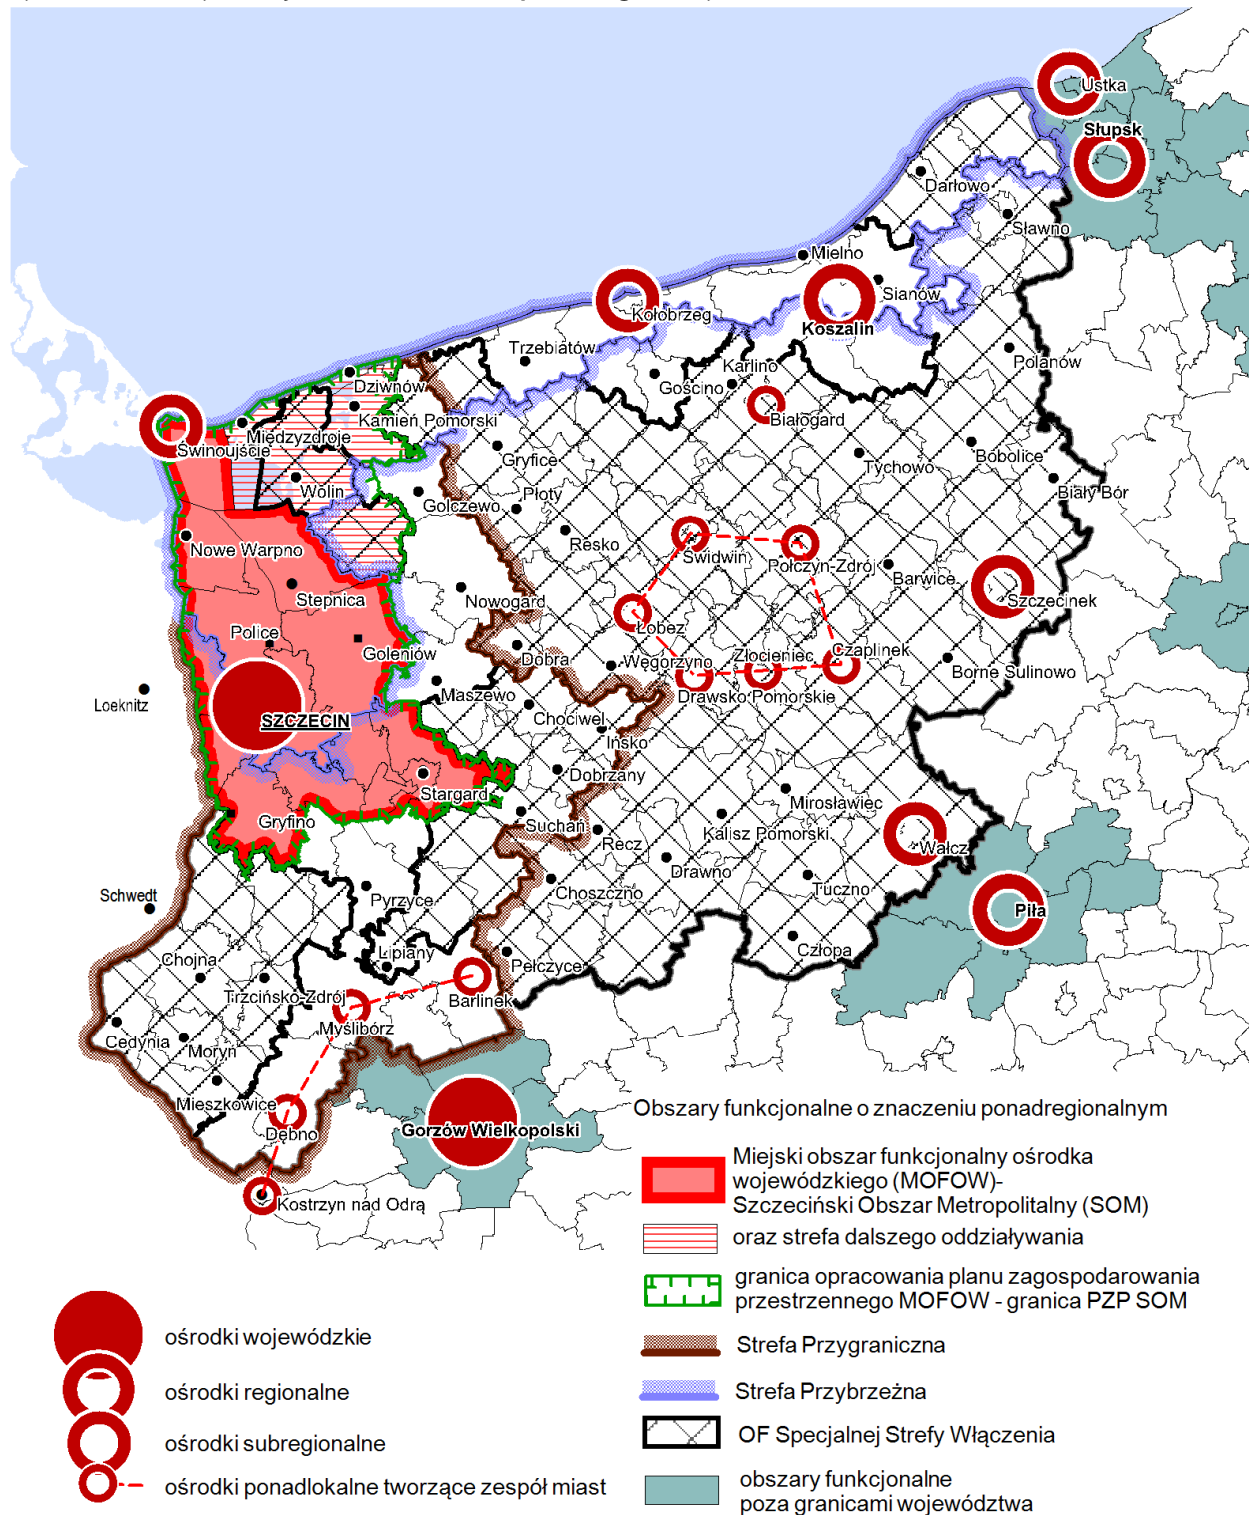 Ustka
Słupsk
Darłowo
Sławno
Mielno
Sianów
Kołobrzeg
Koszalin
Trzebiatów
Karlino
Polanów
Gościno
Dziwnów
Białogard
Kamień Pomorski
Międzyzdroje
Świnoujście
Gryfice
Tychowo
Bobolice
Wolin
Golczewo
Płoty
Biały Bór
Nowe Warpno
Resko
Świdwin
Połczyn-Zdrój
Barwice
Stepnica
Nowogard
Szczecinek
Police
Łobez
Goleniów
Dobra
Węgorzyno
Złocieniec
Czaplinek
Borne Sulinowo
Maszewo
Drawsko Pomorskie
Loeknitz
SZCZECIN
Chociwel
Ińsko
Dobrzany
Stargard
Mirosławiec
Gryfino
Suchań
Recz
Kalisz Pomorski
Wałcz
Drawno
Tuczno
Schwedt
Pyrzyce
Choszczno
Piła
Człopa
Lipiany
Pełczyce
Chojna
Trzcińsko-Zdrój
Barlinek
Myślibórz
Cedynia
Moryń
Mieszkowice
Dębno
Gorzów Wielkopolski
Kostrzyn nad Odrą
Obszary funkcjonalne o znaczeniu ponadregionalnym
Miejski obszar funkcjonalny ośrodka
wojewódzkiego (MOFOW)-
Szczeciński Obszar Metropolitalny (SOM)
oraz strefa dalszego oddziaływania
granica opracowania planu zagospodarowania
przestrzennego MOFOW - granica PZP SOM
Strefa Przygraniczna
Strefa Przybrzeżna
OF Specjalnej Strefy Włączenia
obszary funkcjonalne
poza granicami województwa
ośrodki wojewódzkie
ośrodki regionalne
ośrodki subregionalne
ośrodki ponadlokalne tworzące zespół miast